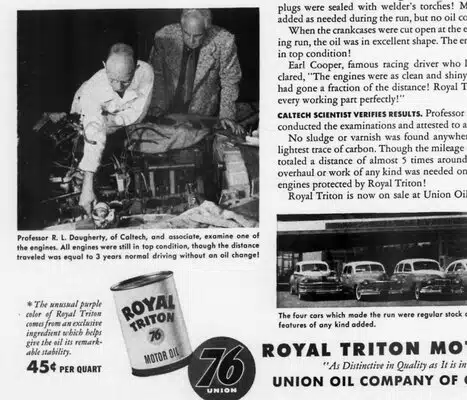 plugs were sealed with welder's torches! M
added as needed during the run, but no oil co
When the crankcases were cut open at the e
ing run, the oil was in excellent shape. The en
in top condition!
Earl Cooper, famous racing driver who l
clared, "The engines were as clean and shiny
had gone a fraction of the distance! Royal T
every working part perfectly!"
CALTECH SCIENTIST VERIFIES RESULTS. Professor
conducted the examinations and attested to a
No sludge or varnish was found anywher
lightest trace of carbon. Though the mileage
totaled a distance of almost 5 times around
overhaul or work of any kind was needed on
engines protected by Royal Triton!
Royal Triton is now on sale at Union Oil
Professor R. L. Daugherty, of Caltech, and associate, examine one of
the engines. All engines were still in top condition, though the distance
traveled was equal to 3 years normal driving without an oil change!
The four cars which made the run were regular stock c
features of any kind added.
* The unusual purple
color of Royal Triton
comes from an exclusive
ingredient which helps
give the oil its remark-
able stability.
45¢ PER QUART
ROYAL
TRITON
76
MOTOR OIL
76
UNION
ROYAL TRITON MO
"As Distinctive in Quality as It is in
UNION OIL COMPANY OF C